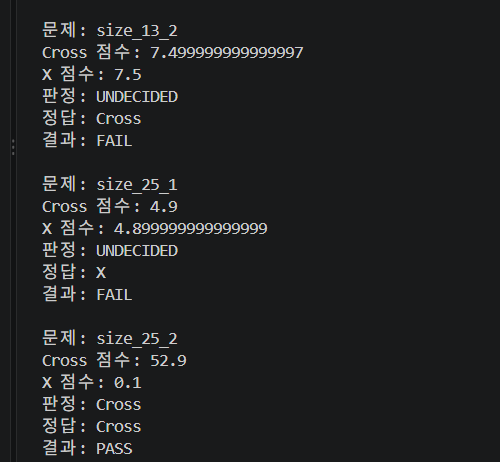 문제: size_13_2
Cross 점수: 7.499999999999997
X 점수: 7.5
판정: UNDECIDED
정답: Cross
결과: FAIL
문제: size_25_1
Cross 점수: 4.9
X 점수: 4.899999999999999
판정: UNDECIDED
정답: X
결과: FAIL
문제: size_25_2
Cross 점수: 52.9
X 점수: 0.1
판정: Cross
정답: Cross
결과: PASS